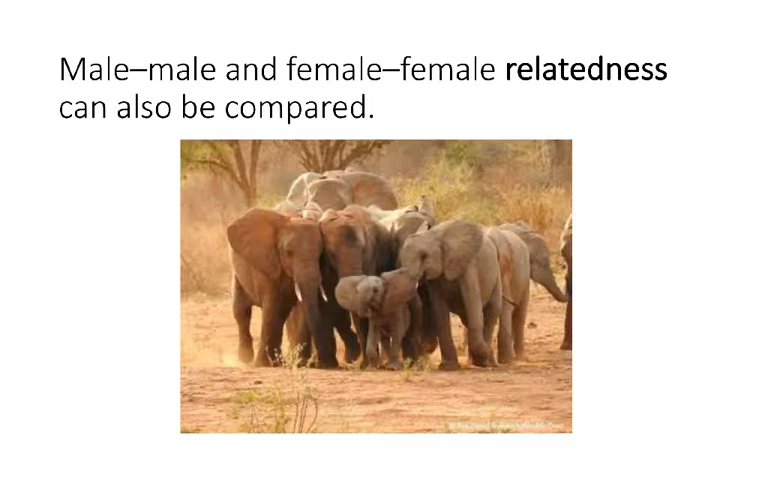 Male–male and female–female relatedness
can also be compared.